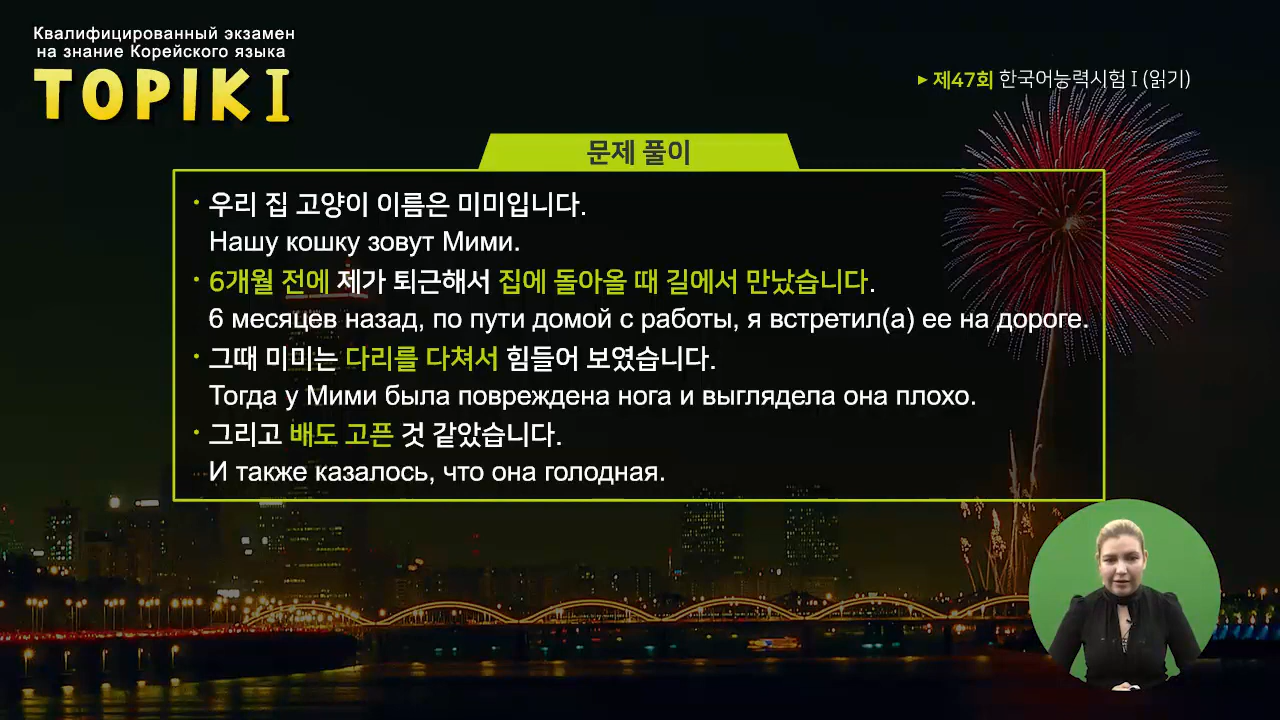 Квалифицированный экзамен
на знание Корейского языка
TOPIK I
▶ 제47회 한국어능력시험 I (읽기)
문제 풀이
· 우리 집 고양이 이름은 미미입니다.
Нашу кошку зовут Мими.
· 6개월 전에 제가 퇴근해서 집에 돌아올 때 길에서 만났습니다.
6 месяцев назад, по пути домой с работы, я встретил(а) ее на дороге.
· 그때 미미는 다리를 다쳐서 힘들어 보였습니다.
Тогда у Мими была повреждена нога и выглядела она плохо.
· 그리고 배도 고픈 것 같았습니다.
И также казалось, что она голодная.